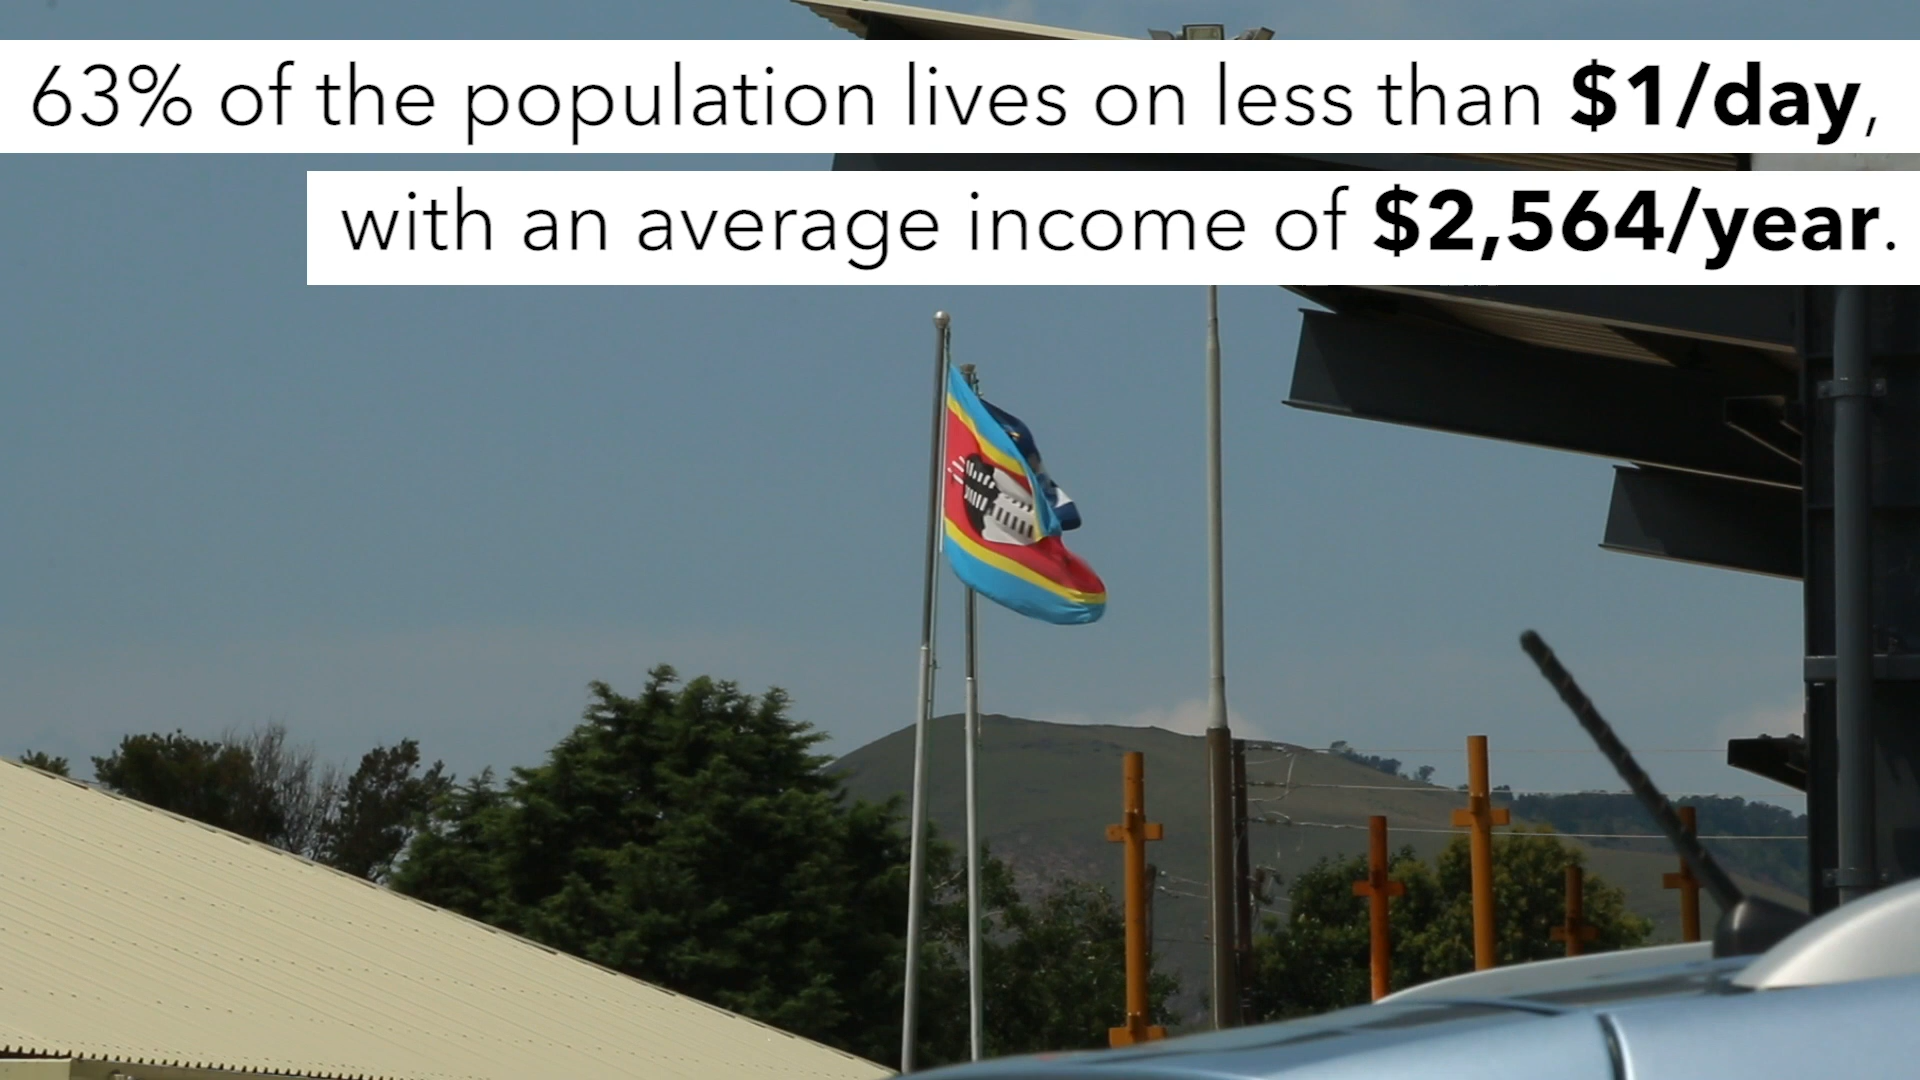 63% of the population lives on less than $1/day,
with an average income of $2,564/year.